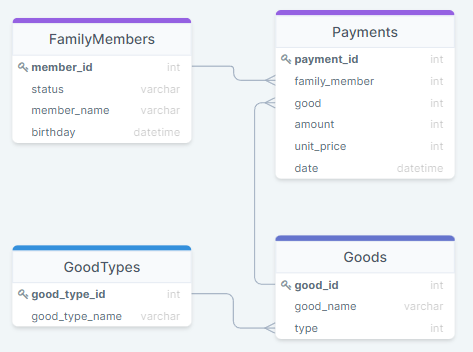 FamilyMembers
member_id int
status varchar
member_name varchar
birthday datetime
Payments
payment_id int
family_member int
good int
amount int
unit_price int
date datetime
GoodTypes
good_type_id int
good_type_name varchar
Goods
good_id int
good_name varchar
type int